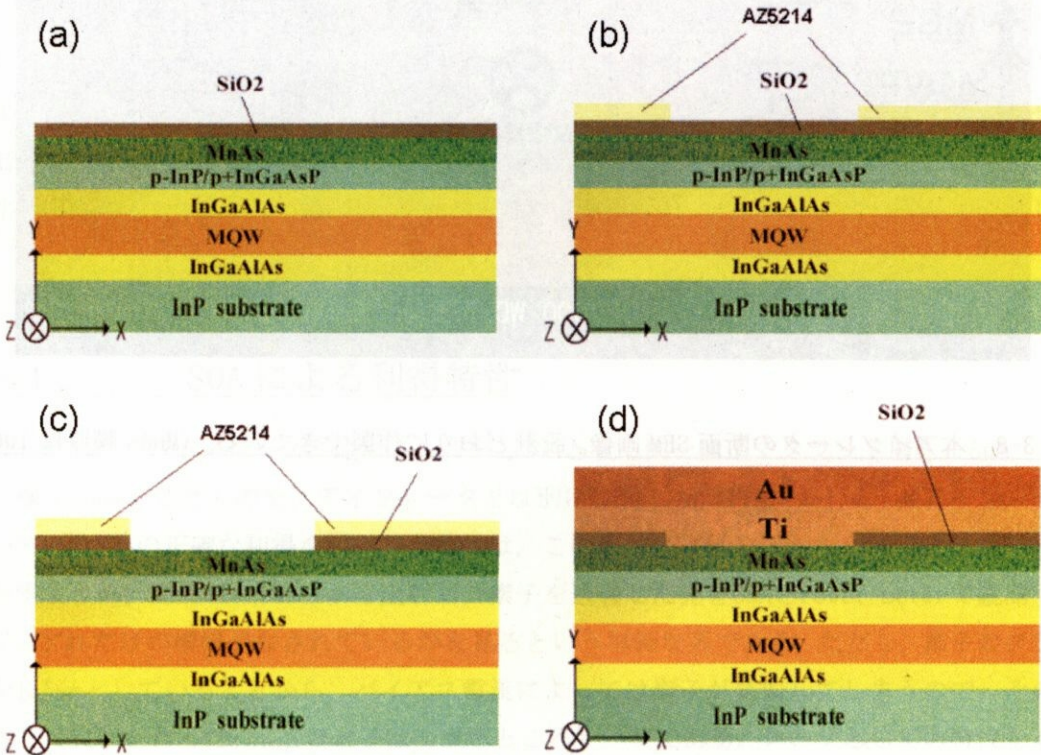 (a)
SiO2
MnAs
p-InP/p+InGaAsP
InGaAlAs
Y
MQW
InGaAlAs
InP substrate
Z
X
(b)
AZ5214
SiO2
MnAs
p-InP/p+InGaAsP
InGaAlAs
Y
MQW
InGaAlAs
InP substrate
Z
X
(c)
AZ5214
SiO2
MnAs
p-InP/p+InGaAsP
InGaAlAs
Y
MQW
InGaAlAs
InP substrate
Z
X
(d)
SiO2
Au
Ti
MnAs
p-InP/p+InGaAsP
InGaAlAs
Y
MQW
InGaAlAs
InP substrate
Z
X